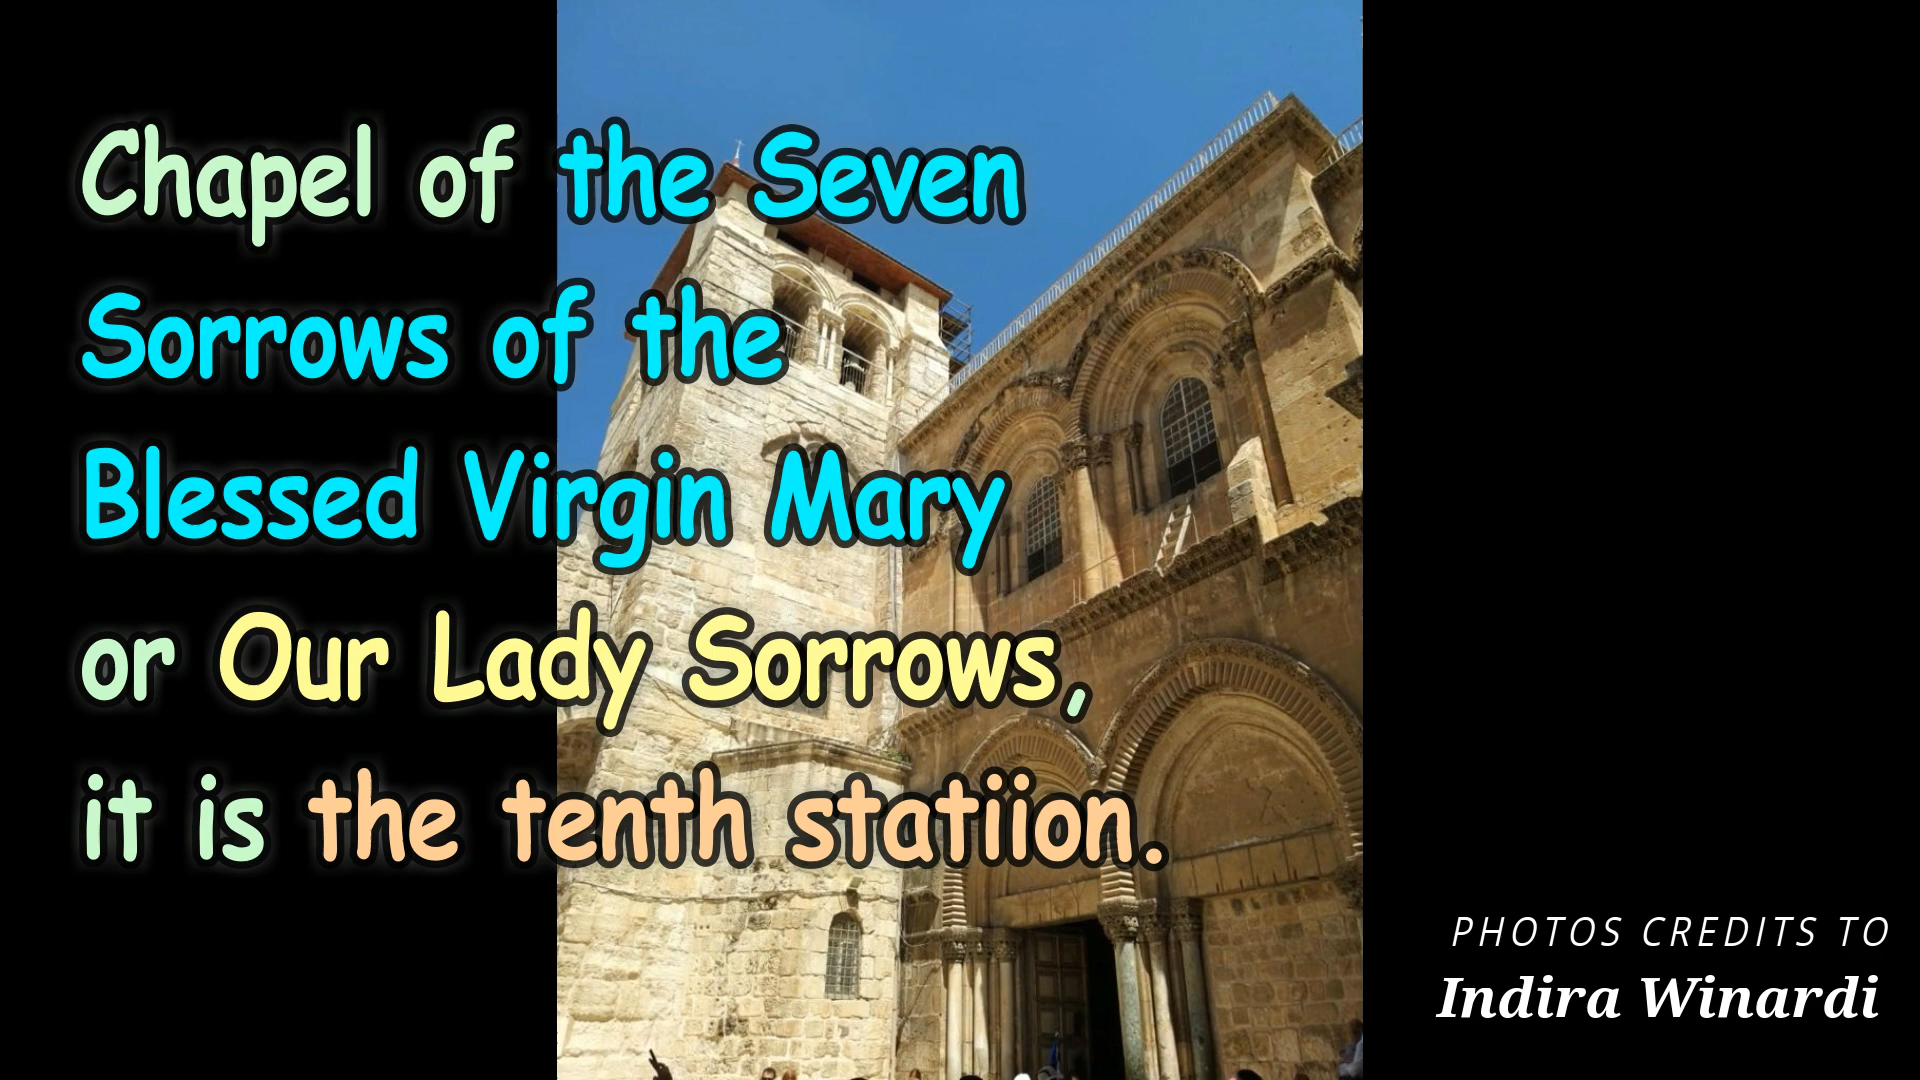 Chapel of the Seven
Sorrows of the
Blessed Virgin Mary
or Our Lady Sorrows,
it is the tenth statiion.
PHOTOS CREDITS TO
Indira Winardi